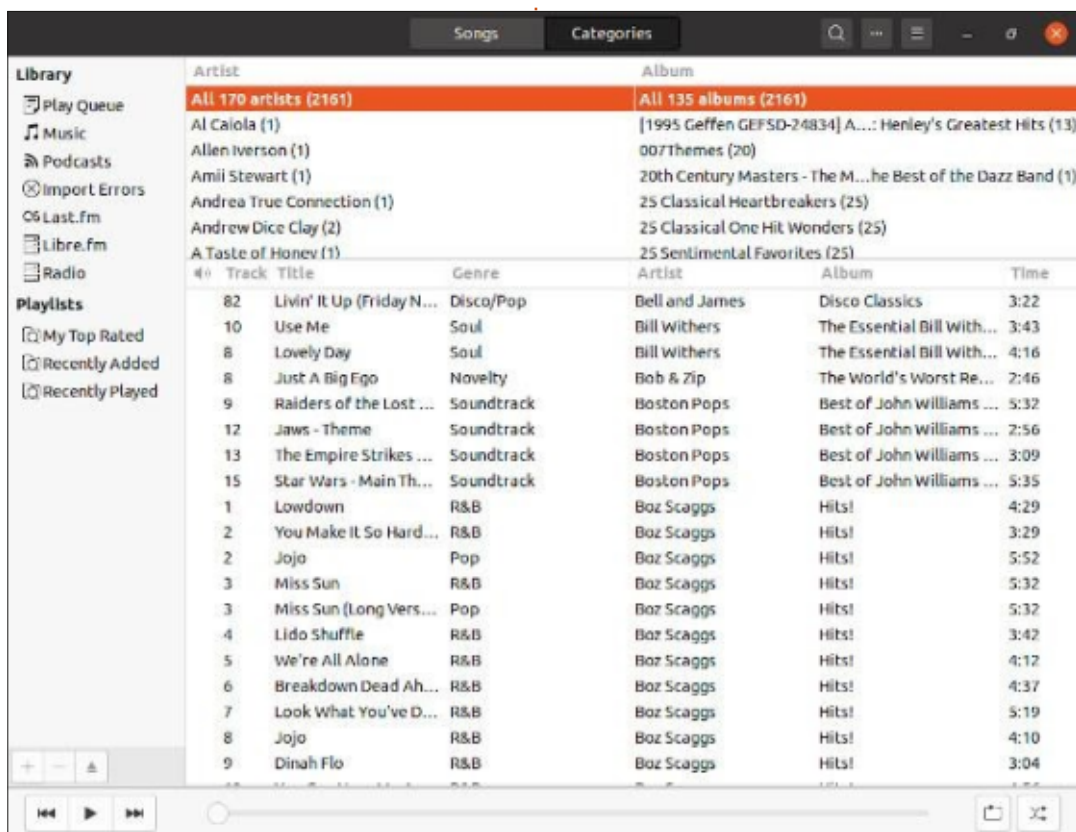 Songs Categories
Library
Play Queue
Music
Podcasts
Import Errors
Last.fm
Libre.fm
Radio
Playlists
My Top Rated
Recently Added
Recently Played
Artist Album
All 170 artists (2161) All 135 albums (2161)
Al Caiola (1) [1995 Geffen GEFSD-24834] A...: Henley's Greatest Hits (13)
Allen Iverson (1) 007Themes (20)
Amii Stewart (1) 20th Century Masters - The M...he Best of the Dazz Band (1)
Andrea True Connection (1) 25 Classical Heartbreakers (25)
Andrew Dice Clay (2) 25 Classical One Hit Wonders (25)
A Taste of Honey (1) 25 Sentimental Favorites (25)
Track Title Genre Artist Album Time
82 Livin' It Up (Friday N... Disco/Pop Bell and James Disco Classics 3:22
10 Use Me Soul Bill Withers The Essential Bill With... 3:43
8 Lovely Day Soul Bill Withers The Essential Bill With... 4:16
8 Just A Big Ego Novelty Bob & Zip The World's Worst Re... 2:46
9 Raiders of the Lost ... Soundtrack Boston Pops Best of John Williams ... 5:32
12 Jaws - Theme Soundtrack Boston Pops Best of John Williams ... 2:56
13 The Empire Strikes ... Soundtrack Boston Pops Best of John Williams ... 3:09
15 Star Wars - Main Th... Soundtrack Boston Pops Best of John Williams ... 5:35
1 Lowdown R&B Boz Scaggs Hits! 4:29
2 You Make It So Hard... R&B Boz Scaggs Hits! 3:29
2 Jojo Pop Boz Scaggs Hits! 5:52
3 Miss Sun R&B Boz Scaggs Hits! 5:32
3 Miss Sun (Long Vers... Pop Boz Scaggs Hits! 5:32
4 Lido Shuffle R&B Boz Scaggs Hits! 3:42
5 We're All Alone R&B Boz Scaggs Hits! 4:12
6 Breakdown Dead Ah... R&B Boz Scaggs Hits! 4:37
7 Look What You've D... R&B Boz Scaggs Hits! 5:19
8 Jojo R&B Boz Scaggs Hits! 4:10
9 Dinah Flo R&B Boz Scaggs Hits! 3:04